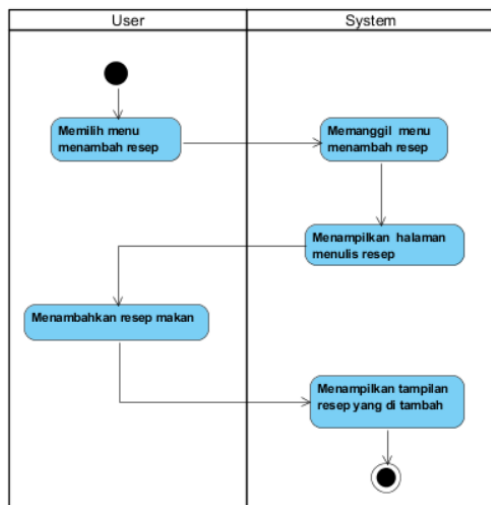 User
System
Memilih menu
menambah resep
Memanggil menu
menambah resep
Menampilkan halaman
menulis resep
Menambahkan resep makan
Menampilkan tampilan
resep yang di tambah